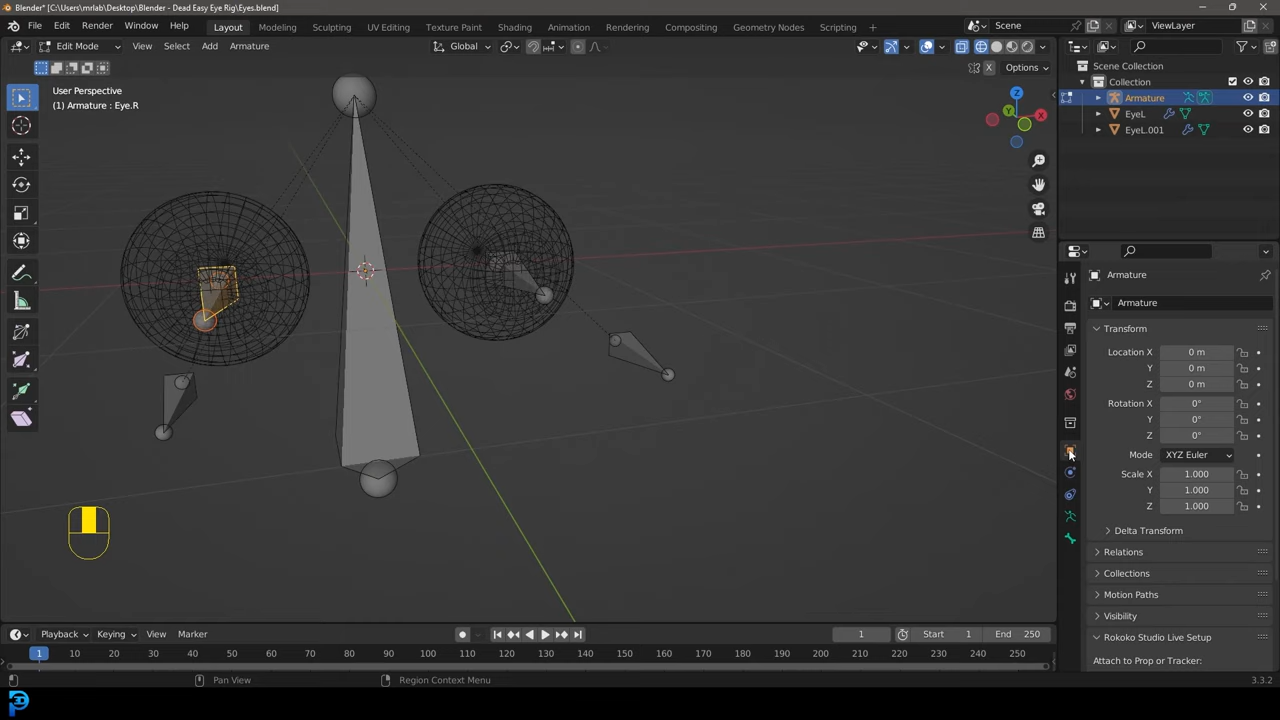 Blender* [C:\Users\mrlab\Desktop\Blender - Dead Easy Eye Rig\Eyes.blend]
File Edit Render Window Help Layout Modeling Sculpting UV Editing Texture Paint Shading Animation Rendering Compositing Geometry Nodes Scripting Scene ViewLayer
Edit Mode View Select Add Armature Global
X Options
User Perspective
(1) Armature : Eye.R
Z
Y
X
Scene Collection
Collection
Armature
EyeL
EyeL.001
Armature
Armature
Transform
Location X 0 m
Y 0 m
Z 0 m
Rotation X 0°
Y 0°
Z 0°
Mode XYZ Euler
Scale X 1.000
Y 1.000
Z 1.000
Delta Transform
Relations
Collections
Motion Paths
Visibility
Rokoko Studio Live Setup
Attach to Prop or Tracker:
Playback Keying View Marker 1 Start 1 End 250
1 10 20 30 40 50 60 70 80 90 100 110 120 130 140 150 160 170 180 190 200 210 220 230 240 250
Pan View Region Context Menu 3.3.2